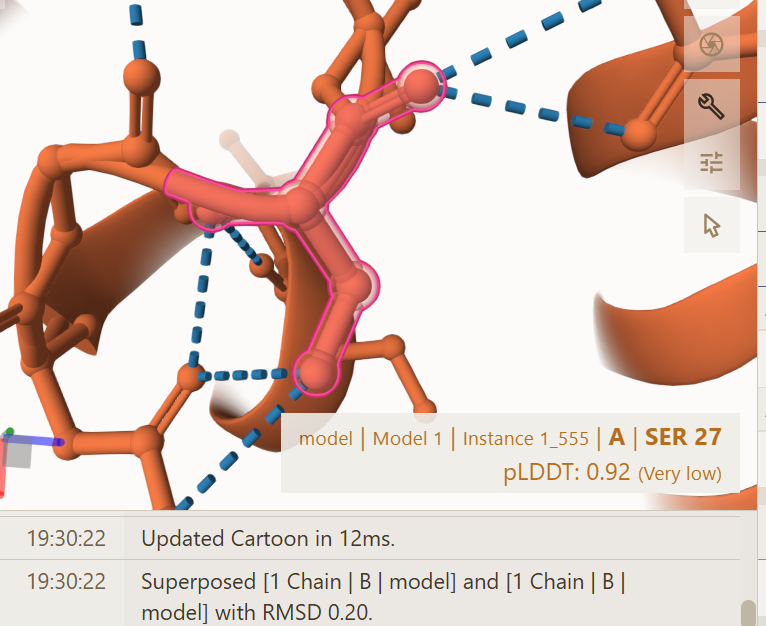 model | Model 1 | Instance 1_555 | A | SER 27
pLDDT: 0.92 (Very low)
19:30:22 Updated Cartoon in 12ms.
19:30:22 Superposed [1 Chain | B | model] and [1 Chain | B |
model] with RMSD 0.20.